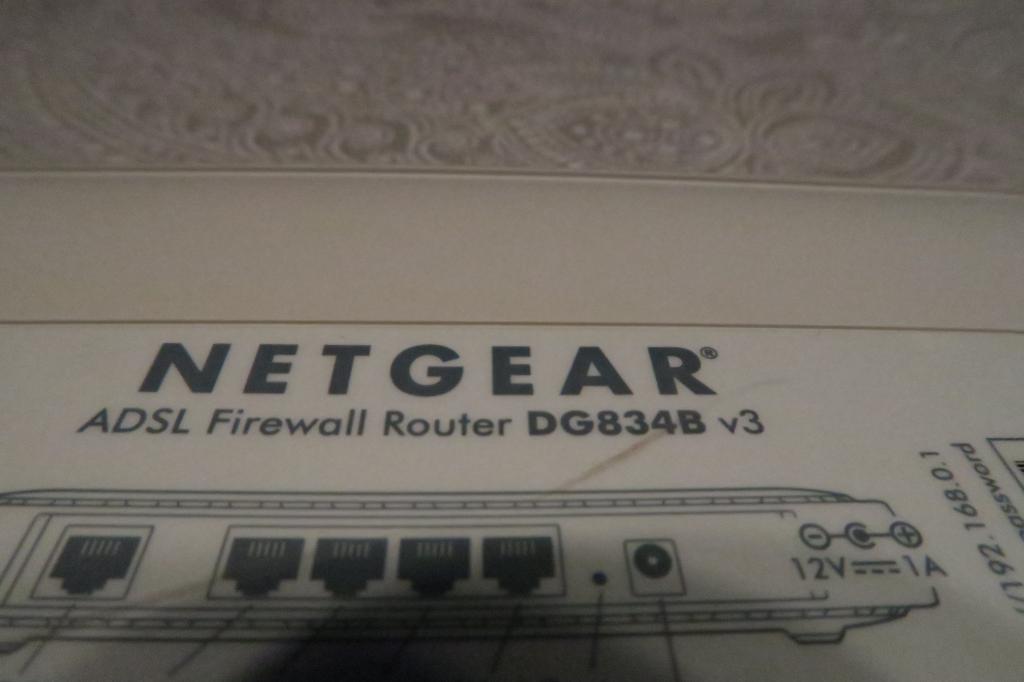 NETGEAR®
ADSL Firewall Router DG834B v3
12V⎓1A
192.168.0.1
password